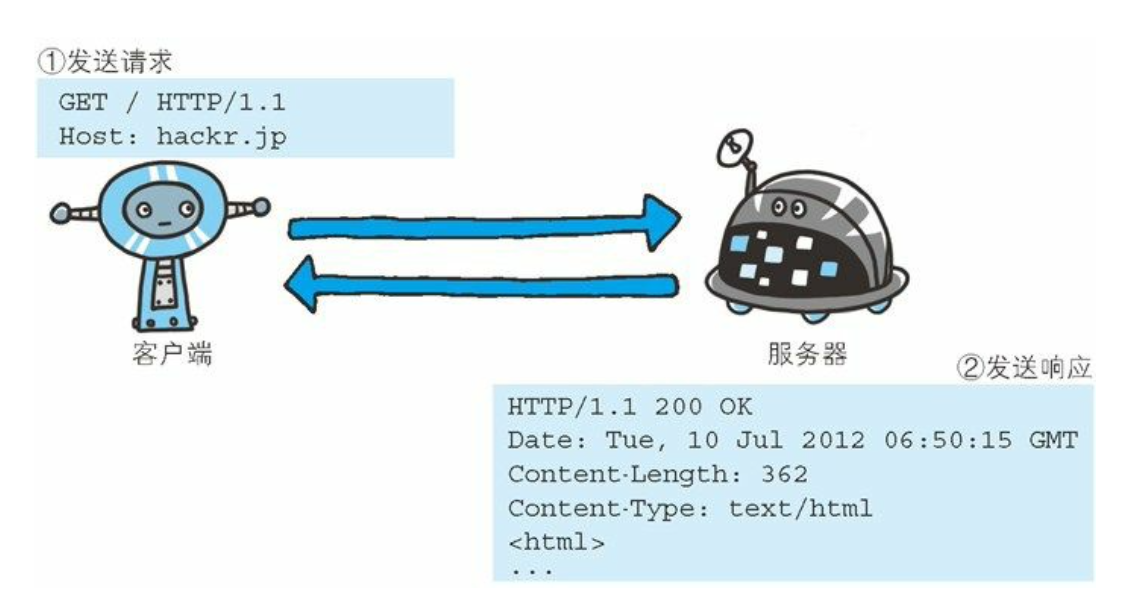 ①发送请求
GET / HTTP/1.1
Host: hackr.jp
客户端
服务器
②发送响应
HTTP/1.1 200 OK
Date: Tue, 10 Jul 2012 06:50:15 GMT
Content-Length: 362
Content-Type: text/html
<html>
...